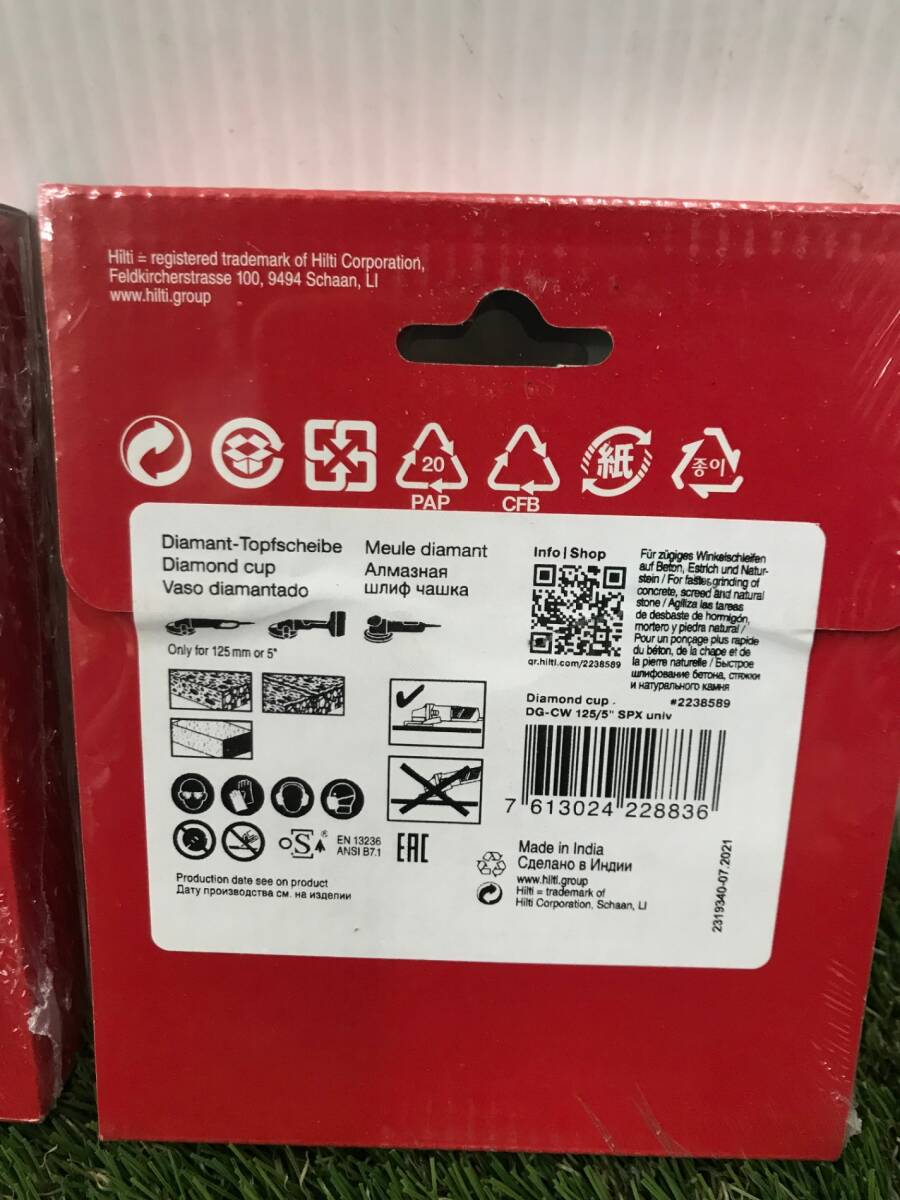 Hilti = registered trademark of Hilti Corporation,
Feldkircherstrasse 100, 9494 Schaan, LI
www.hilti.group
20
PAP
CFB
紙
종이
Diamant-Topfscheibe
Diamond cup
Vaso diamantado
Meule diamant
Алмазная
шлиф чашка
Only for 125 mm or 5"
Info | Shop
qr.hilti.com/2238589
Für zügiges Winkelschleifen
auf Beton, Estrich und Natur-
stein / For faster grinding of
concrete, screed and natural
stone / Agiliza las tareas
de desbaste de hormigón,
mortero y piedra natural /
Pour un ponçage plus rapide
du béton, de la chape et de
la pierre naturelle / Быстрое
шлифование бетона, стяжки
и натурального камня
Diamond cup .
#2238589
DG-CW 125/5" SPX univ
7 613024 228836
oS®A
EN 13236
ANSI B7.1
EAC
Production date see on product
Дату производства см. на изделии
Made in India
Сделано в Индии
www.hilti.group
Hilti = trademark of
Hilti Corporation, Schaan, LI
2319340-07.2021